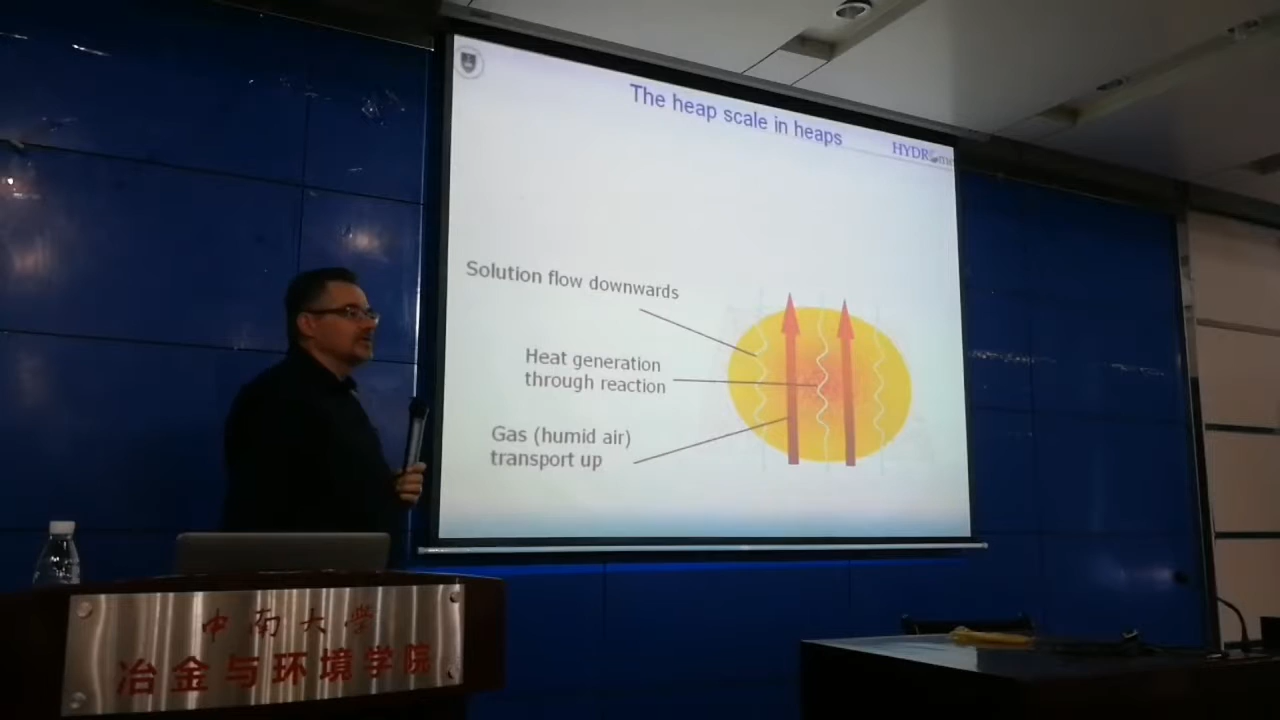 The heap scale in heaps
HYDROme
Solution flow downwards
Heat generation
through reaction
Gas (humid air)
transport up
中南大学
冶金与环境学院